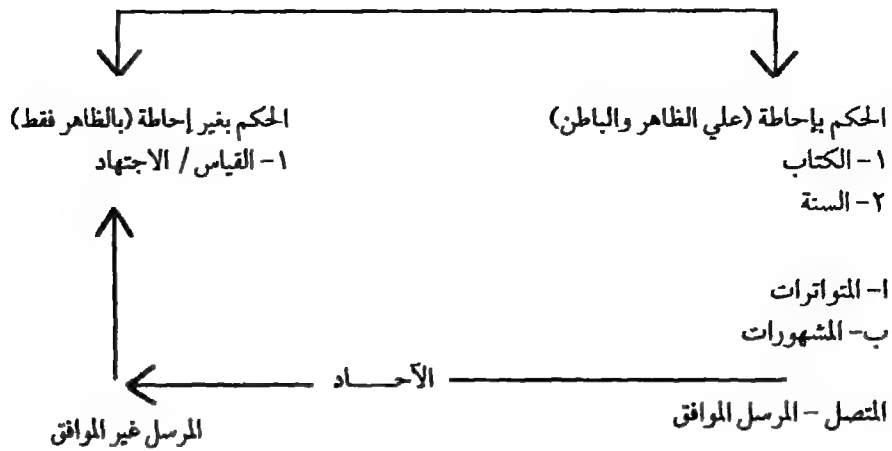 الحكم بإحاطة (علي الظاهر والباطن)
١- الكتاب
٢- السنة
ا- المتواترات
ب- المشهورات
الحكم بغير إحاطة (بالظاهر فقط)
١- القياس / الاجتهاد
الآحـــاد
المتصل - المرسل الموافق
المرسل غير الموافق